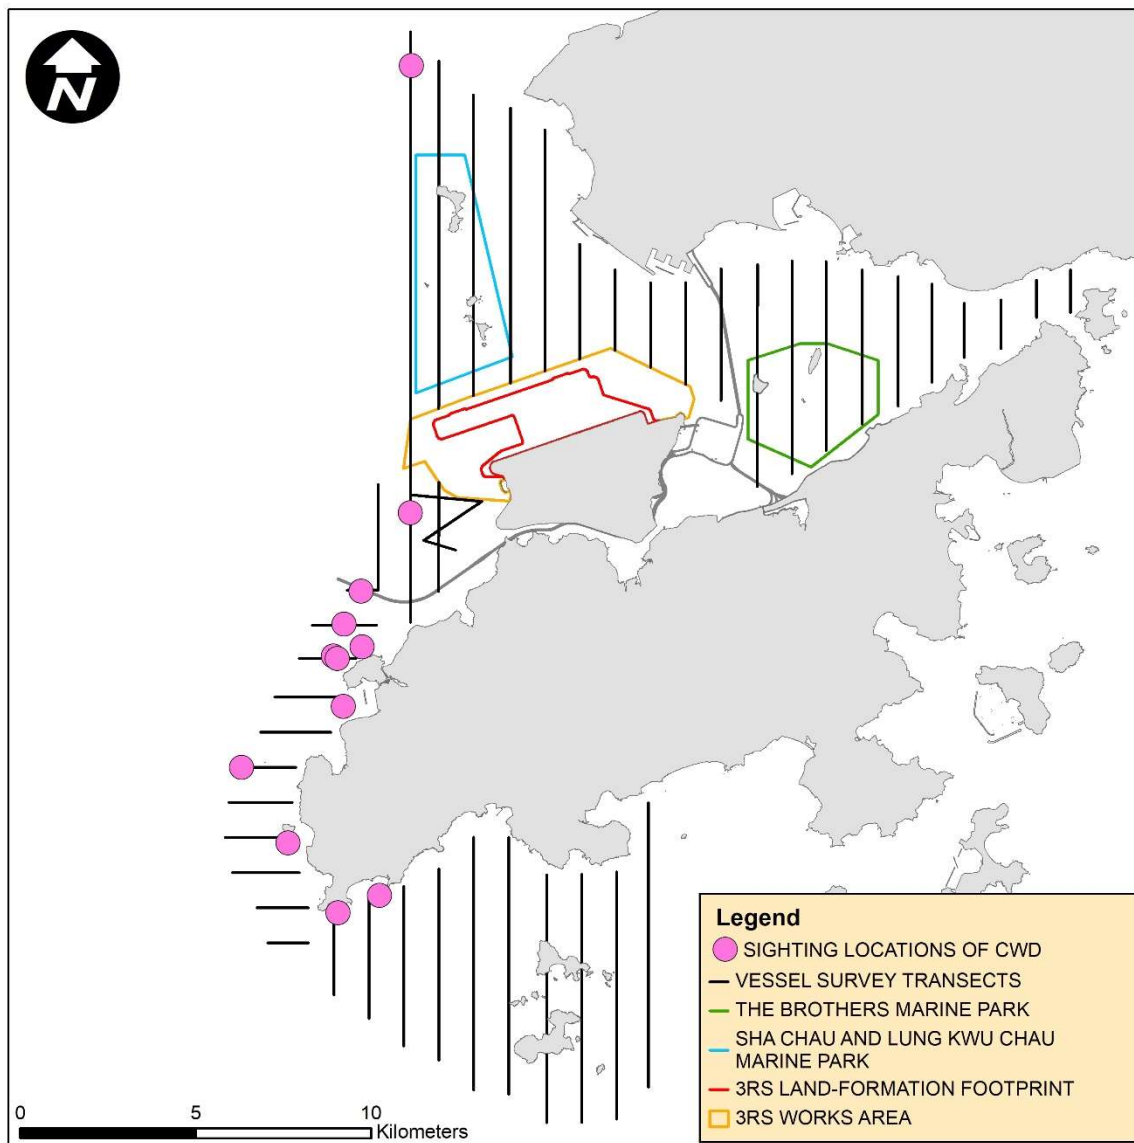 N
Legend
SIGHTING LOCATIONS OF CWD
VESSEL SURVEY TRANSECTS
THE BROTHERS MARINE PARK
SHA CHAU AND LUNG KWU CHAU
MARINE PARK
3RS LAND-FORMATION FOOTPRINT
3RS WORKS AREA
0 5 10
Kilometers